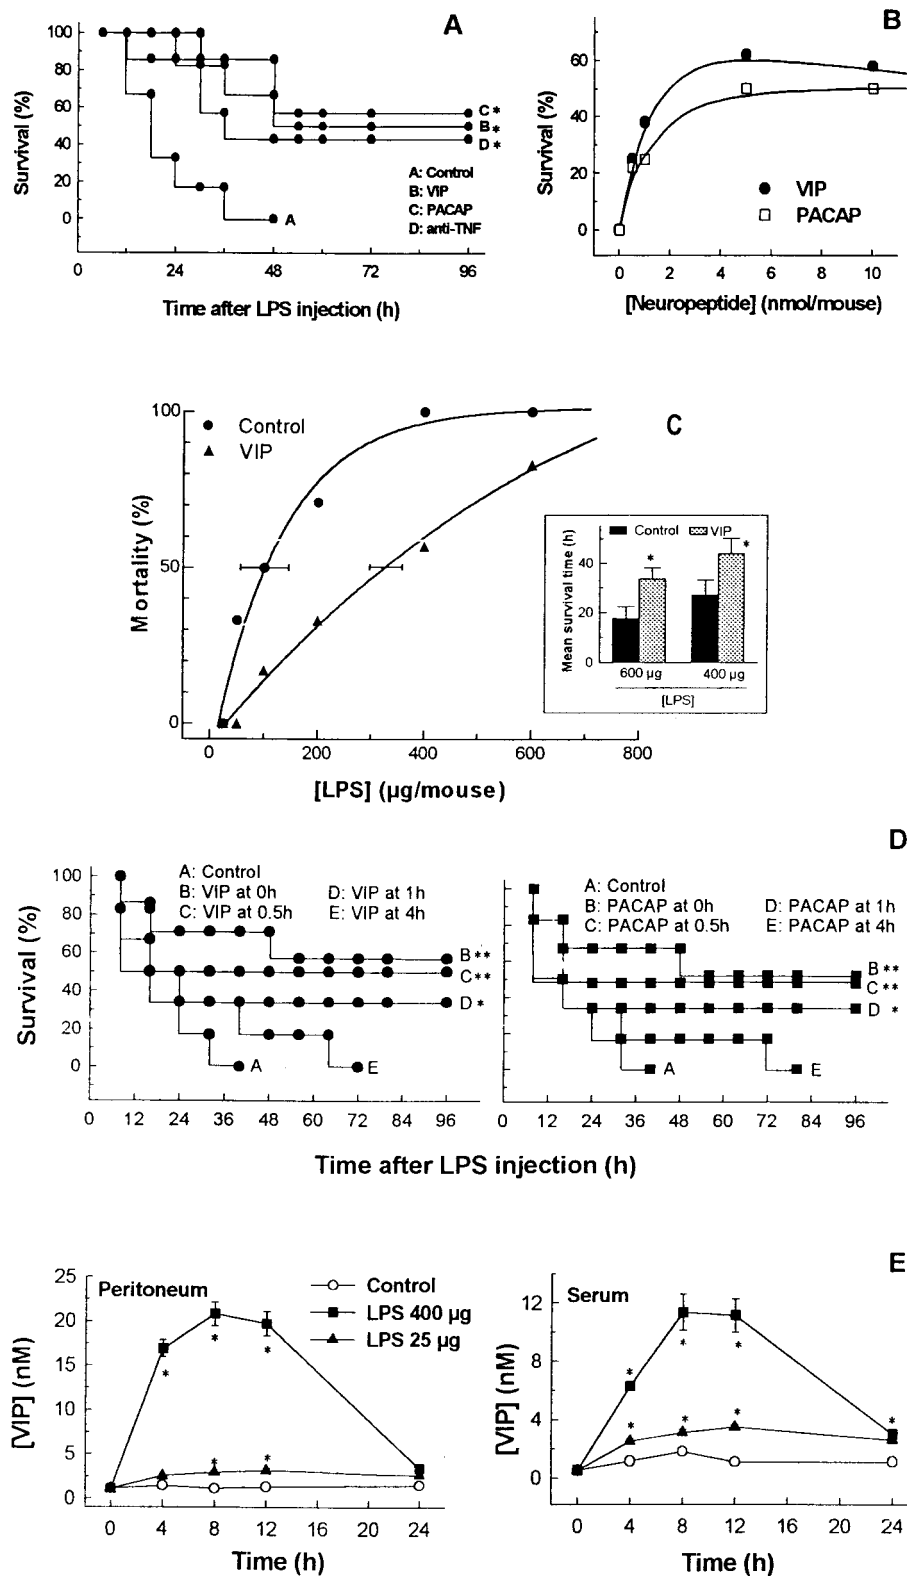 A
B
100
80
60
40
20
0
Survival (%)
C *
B *
D *
A: Control
B: VIP
C: PACAP
D: anti-TNF
A
0 24 48 72 96
Time after LPS injection (h)
60
40
20
0
Survival (%)
VIP
PACAP
0 2 4 6 8 10
[Neuropeptide] (nmol/mouse)
C
100
50
0
Mortality (%)
Control
VIP
0 200 400 600 800
[LPS] (µg/mouse)
Control VIP
40
20
0
Mean survival time (h)
* *
600 µg 400 µg
[LPS]
D
100
80
60
40
20
0
Survival (%)
A: Control
B: VIP at 0h D: VIP at 1h
C: VIP at 0.5h E: VIP at 4h
B **
C **
D *
A E
0 12 24 36 48 60 72 84 96
A: Control
B: PACAP at 0h D: PACAP at 1h
C: PACAP at 0.5h E: PACAP at 4h
B **
C **
D *
A E
0 12 24 36 48 60 72 84 96
Time after LPS injection (h)
E
25
20
15
10
5
0
[VIP] (nM)
Peritoneum
Control
LPS 400 µg
LPS 25 µg
* * *
* *
0 4 8 12 16 20 24
Time (h)
12
9
6
3
0
[VIP] (nM)
Serum
* * * *
* * *
0 4 8 12 16 20 24
Time (h)